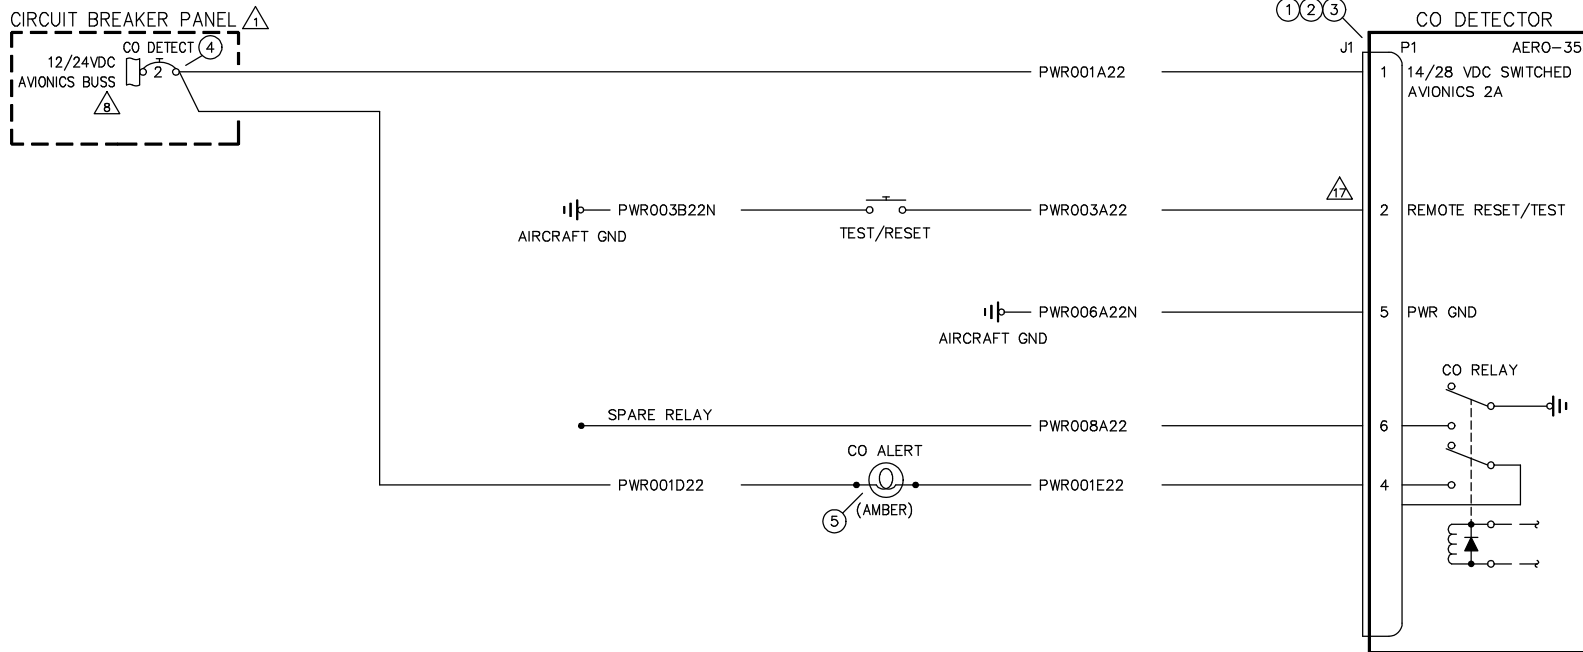 CIRCUIT BREAKER PANEL 1
1 2 3
CO DETECTOR
CO DETECT 4
12/24VDC
AVIONICS BUSS
2
8
J1 P1 AERO-35
PWR001A22
1 14/28 VDC SWITCHED
AVIONICS 2A
17
PWR003B22N
AIRCRAFT GND
TEST/RESET
PWR003A22
2 REMOTE RESET/TEST
PWR006A22N
AIRCRAFT GND
5 PWR GND
CO RELAY
SPARE RELAY
PWR008A22
6
CO ALERT
PWR001D22
PWR001E22
4
5 (AMBER)